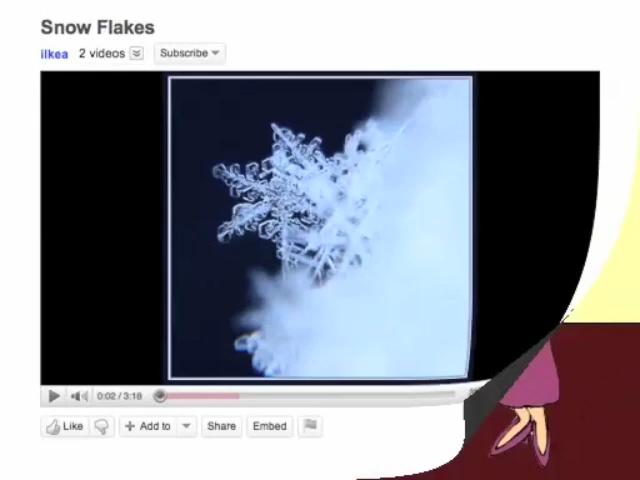 Snow Flakes
ilkea 2 videos Subscribe
0:02 / 3:18
Like Add to Share Embed